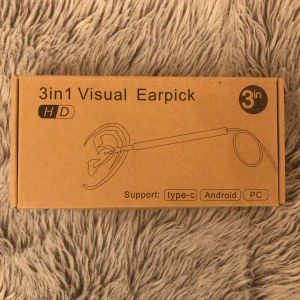 3in1 Visual Earpick
HD
3in
Support: type-c Android PC